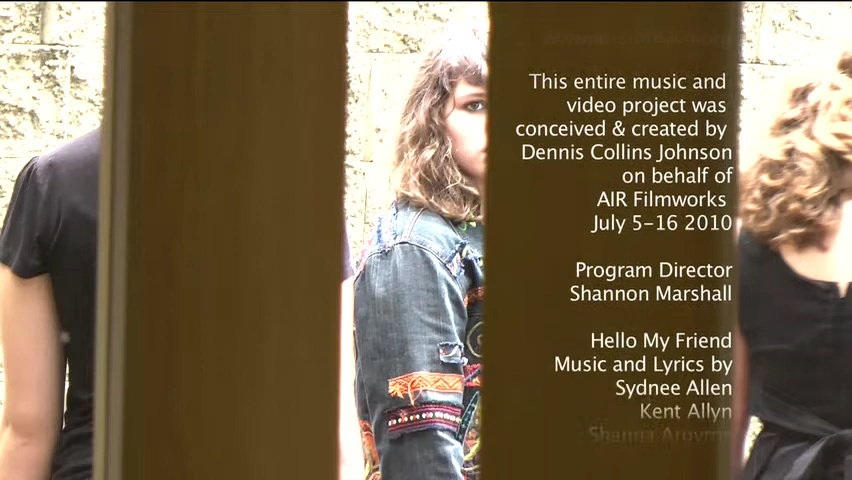 This entire music and
video project was
conceived & created by
Dennis Collins Johnson
on behalf of
AIR Filmworks
July 5-16 2010
Program Director
Shannon Marshall
Hello My Friend
Music and Lyrics by
Sydnee Allen
Kent Allyn
Shanna